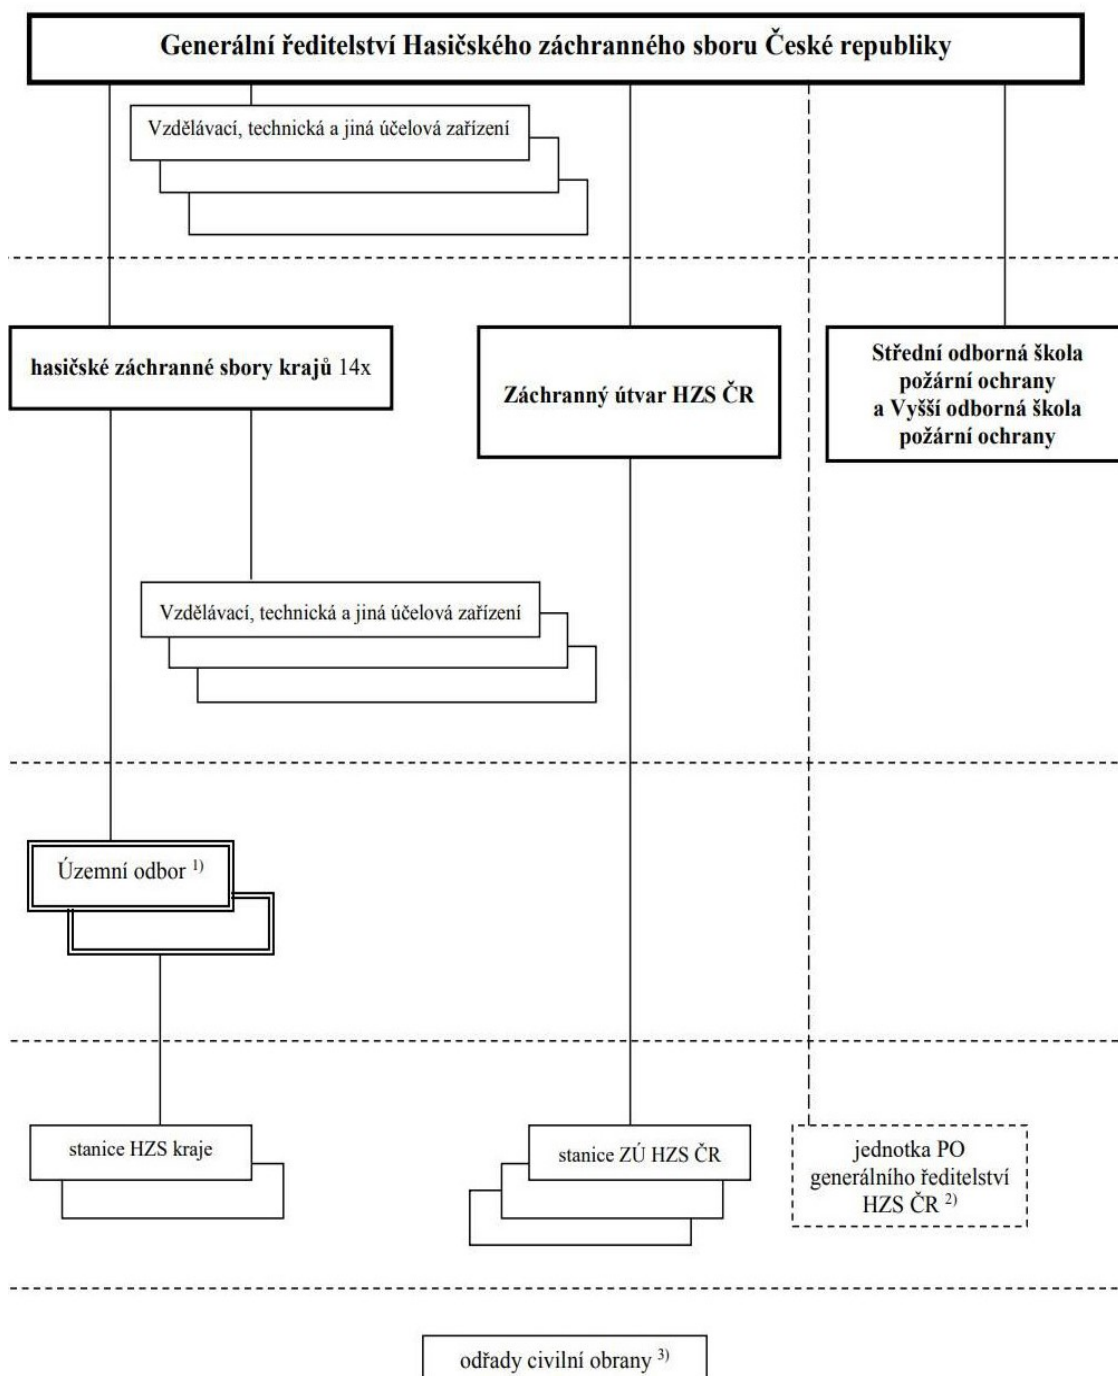 Generální ředitelství Hasičského záchranného sboru České republiky
Vzdělávací, technická a jiná účelová zařízení
hasičské záchranné sbory krajů 14x
Záchranný útvar HZS ČR
Střední odborná škola
požární ochrany
a Vyšší odborná škola
požární ochrany
Vzdělávací, technická a jiná účelová zařízení
Územní odbor 1)
stanice HZS kraje
stanice ZÚ HZS ČR
jednotka PO
generálního ředitelství
HZS ČR 2)
odřady civilní obrany 3)